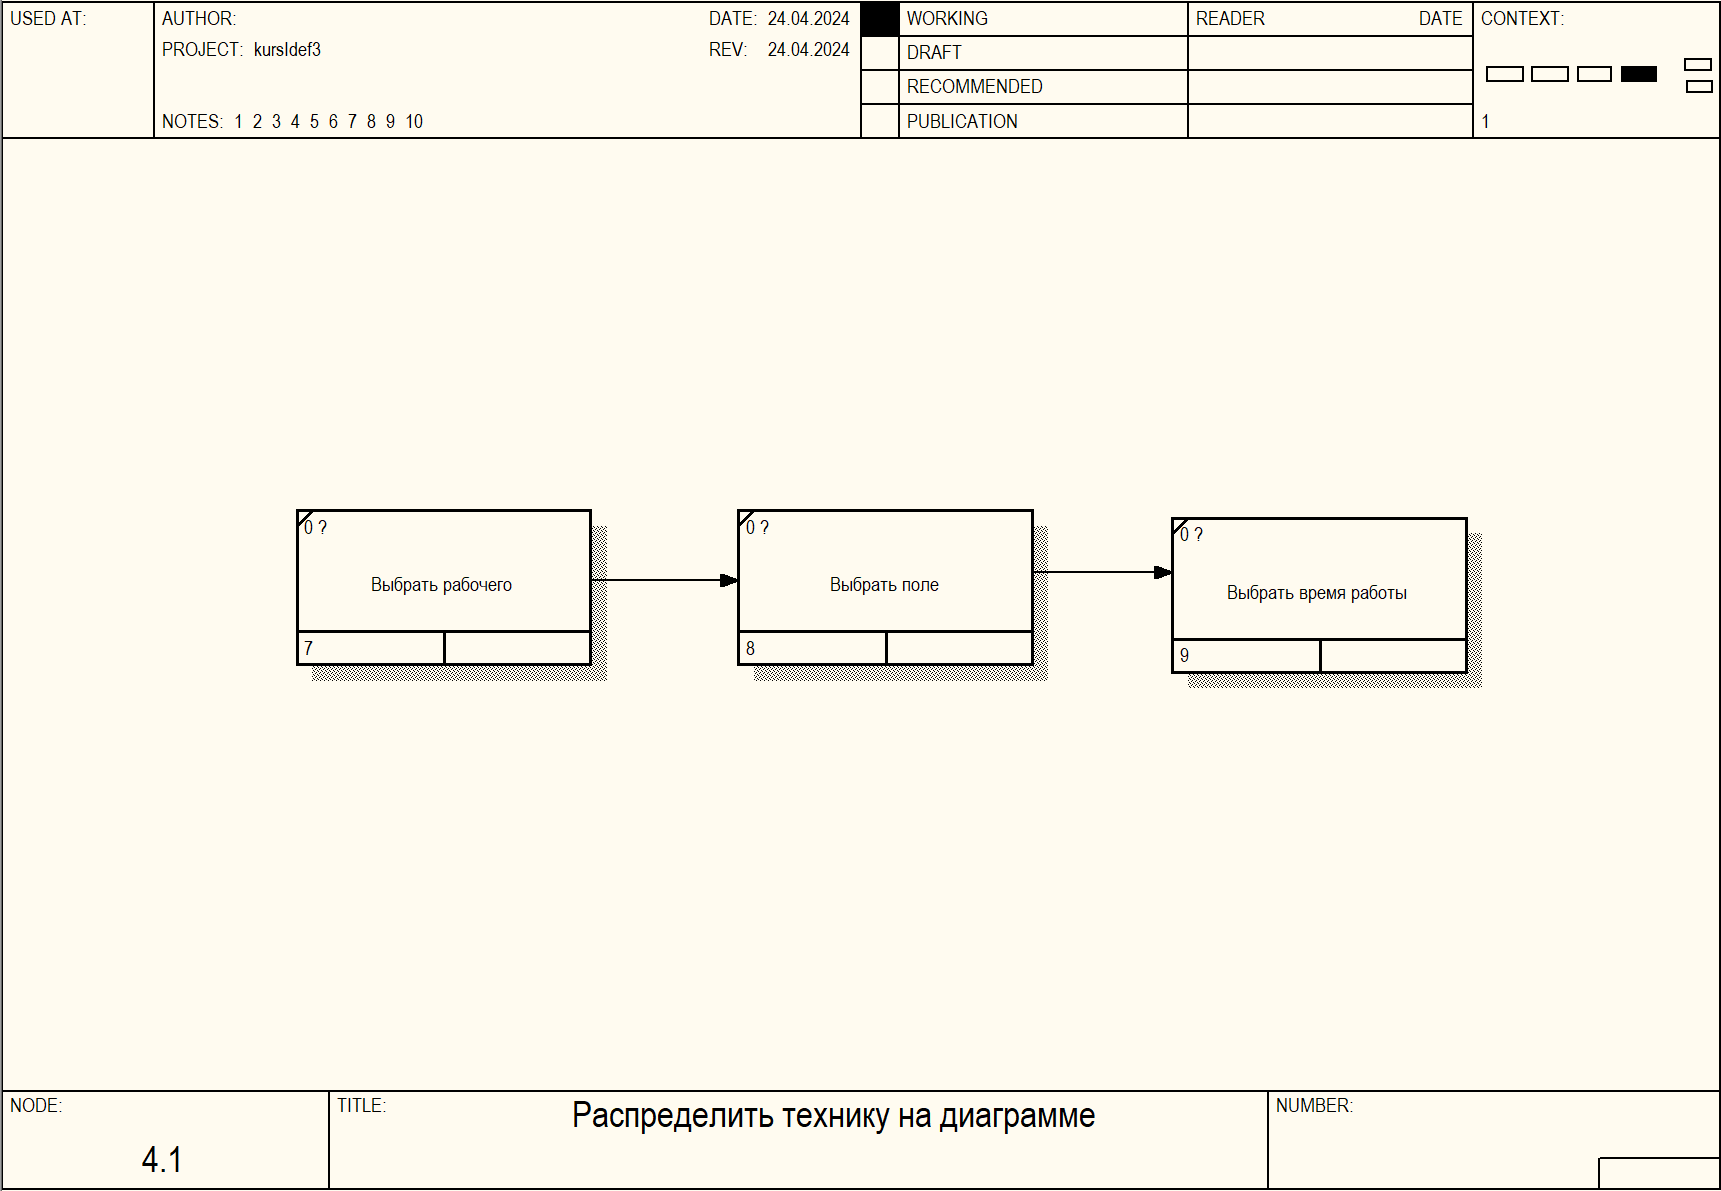 USED AT:
AUTHOR:
DATE: 24.04.2024
PROJECT: kursIdef3
REV: 24.04.2024
NOTES: 1 2 3 4 5 6 7 8 9 10
WORKING
DRAFT
RECOMMENDED
PUBLICATION
READER
DATE
CONTEXT:
1
0 ?
Выбрать рабочего
7
0 ?
Выбрать поле
8
0 ?
Выбрать время работы
9
NODE:
4.1
TITLE:
Распределить технику на диаграмме
NUMBER: